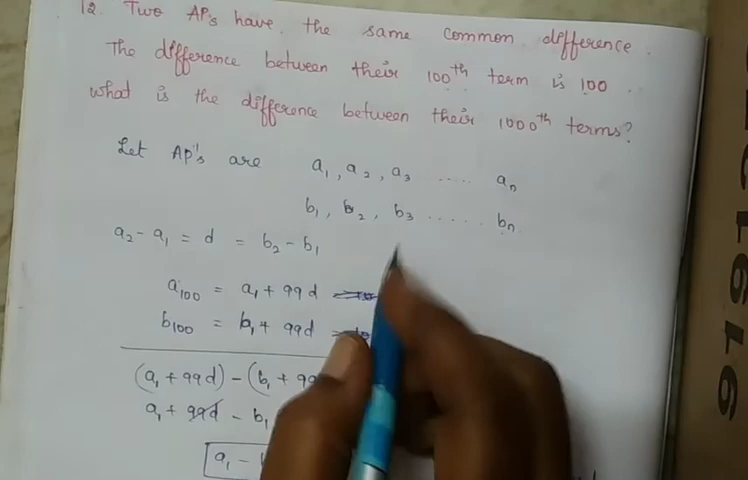 12. Two AP's have the same common difference.
The difference between their 100th term is 100.
what is the difference between their 1000th terms?
Let AP's are a1, a2, a3 ..... an
b1, b2, b3 ...... bn
a2 - a1 = d = b2 - b1
a100 = a1 + 99d
b100 = b1 + 99d
(a1 + 99d) - (b1 + 99
a1 + 99d - b1
a1 -
9191